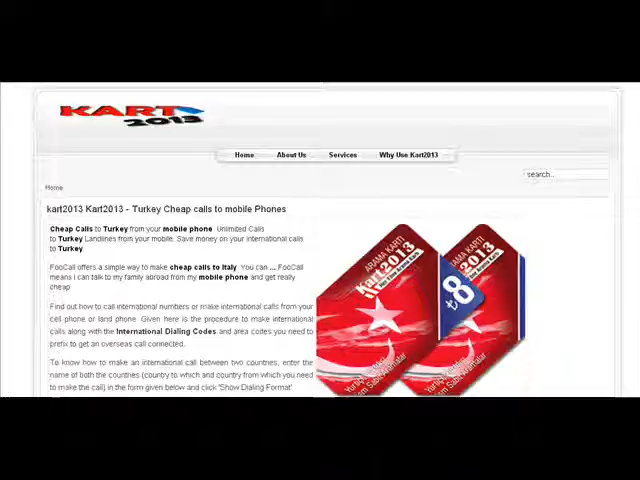 KART 2013
Home About Us Services Why Use Kart2013
search...
Home
kart2013 Kart2013 - Turkey Cheap calls to mobile Phones
Cheap Calls to Turkey from your mobile phone. Unlimited Calls
to Turkey Landlines from your mobile. Save money on your international calls
to Turkey
FooCall offers a simple way to make cheap calls to Italy. You can ... FooCall
means i can talk to my family abroad from my mobile phone and get really
cheap
Find out how to call international numbers or make international calls from your
cell phone or land phone. Given here is the procedure to make international
calls along with the International Dialing Codes and area codes you need to
prefix to get an overseas call connected.
To know how to make an international call between two countries, enter the
name of both the countries (country to which and country from which you need
to make the call) in the form given below and click 'Show Dialing Format'
ARAMA KARTI
Kart2013
₺8
ARAMA KARTI
2013